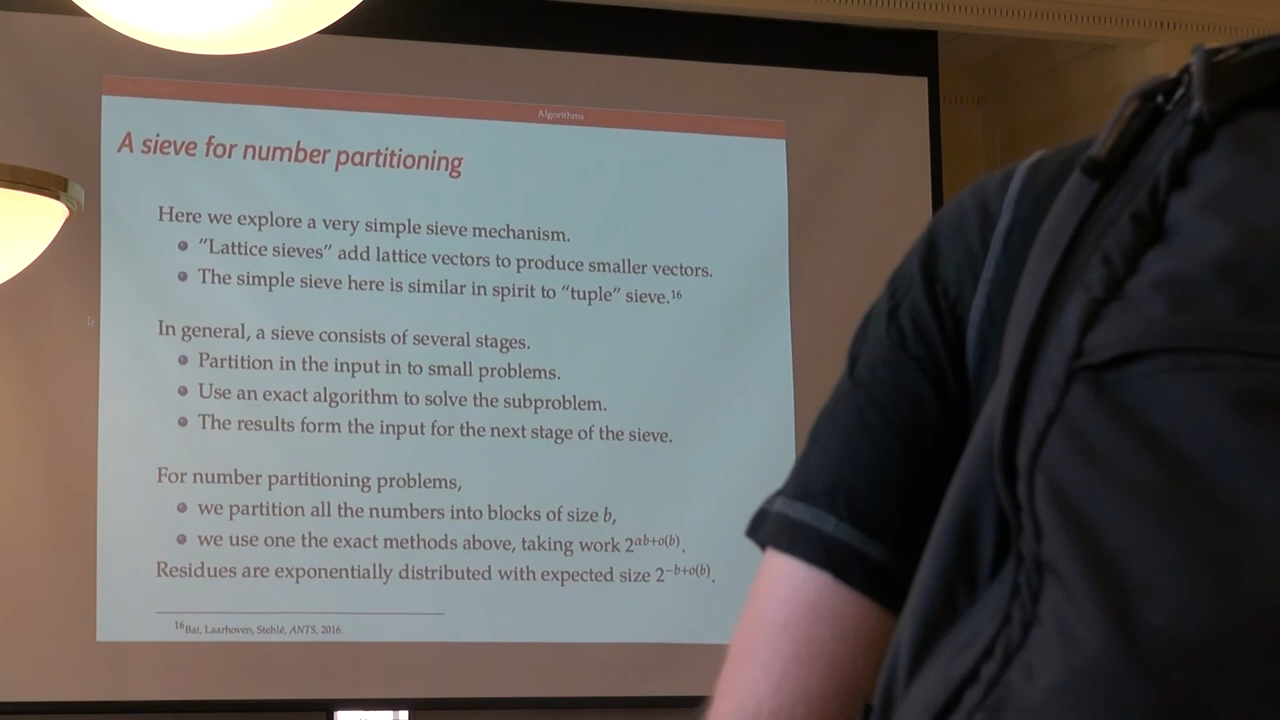 Algorithms
A sieve for number partitioning
Here we explore a very simple sieve mechanism.
"Lattice sieves" add lattice vectors to produce smaller vectors.
The simple sieve here is similar in spirit to "tuple" sieve.¹⁶
In general, a sieve consists of several stages.
Partition in the input in to small problems.
Use an exact algorithm to solve the subproblem.
The results form the input for the next stage of the sieve.
For number partitioning problems,
we partition all the numbers into blocks of size b,
we use one the exact methods above, taking work 2^{αb+o(b)}.
Residues are exponentially distributed with expected size 2^{-b+o(b)}.
¹⁶Bai, Laarhoven, Stehlé, ANTS, 2016.